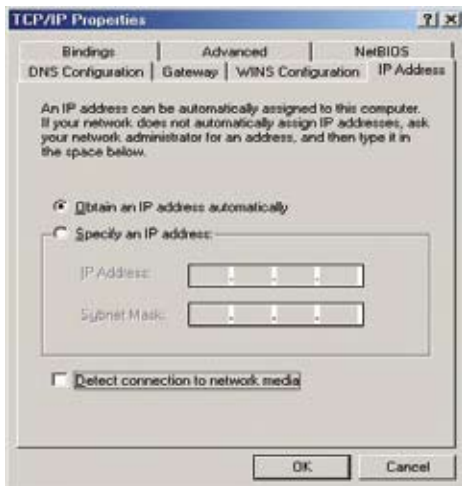 TCP/IP Properties
Bindings Advanced NetBIOS
DNS Configuration Gateway WINS Configuration IP Address
An IP address can be automatically assigned to this computer.
If your network does not automatically assign IP addresses, ask
your network administrator for an address, and then type it in
the space below.
Obtain an IP address automatically
Specify an IP address:
IP Address:
Subnet Mask:
Detect connection to network media
OK Cancel